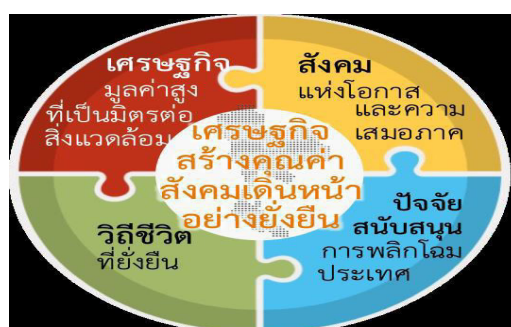 เศรษฐกิจ
มูลค่าสูง
ที่เป็นมิตรต่อ
สิ่งแวดล้อม
สังคม
แห่งโอกาส
และความ
เสมอภาค
เศรษฐกิจ
สร้างคุณค่า
สังคมเดินหน้า
อย่างยั่งยืน
วิถีชีวิต
ที่ยั่งยืน
ปัจจัย
สนับสนุน
การพลิกโฉม
ประเทศ